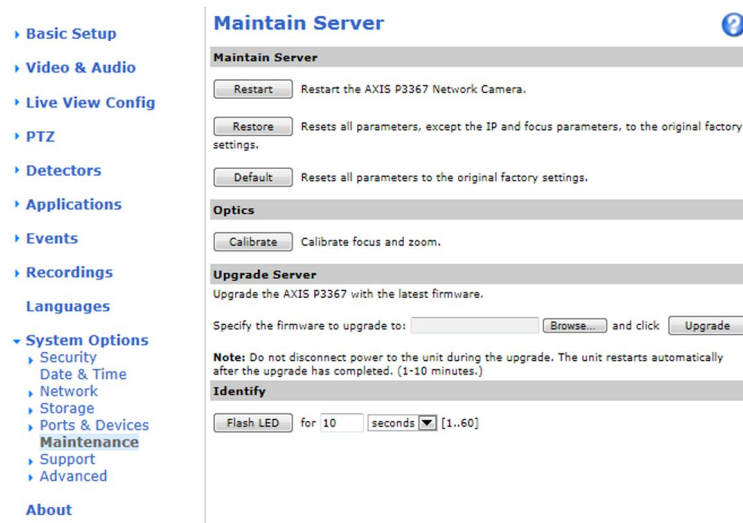 Basic Setup
Video & Audio
Live View Config
PTZ
Detectors
Applications
Events
Recordings
Languages
System Options
Security
Date & Time
Network
Storage
Ports & Devices
Maintenance
Support
Advanced
About
Maintain Server
?
Maintain Server
Restart Restart the AXIS P3367 Network Camera.
Restore Resets all parameters, except the IP and focus parameters, to the original factory
settings.
Default Resets all parameters to the original factory settings.
Optics
Calibrate Calibrate focus and zoom.
Upgrade Server
Upgrade the AXIS P3367 with the latest firmware.
Specify the firmware to upgrade to: Browse... and click Upgrade
Note: Do not disconnect power to the unit during the upgrade. The unit restarts automatically
after the upgrade has completed. (1-10 minutes.)
Identify
Flash LED for 10 seconds [1..60]